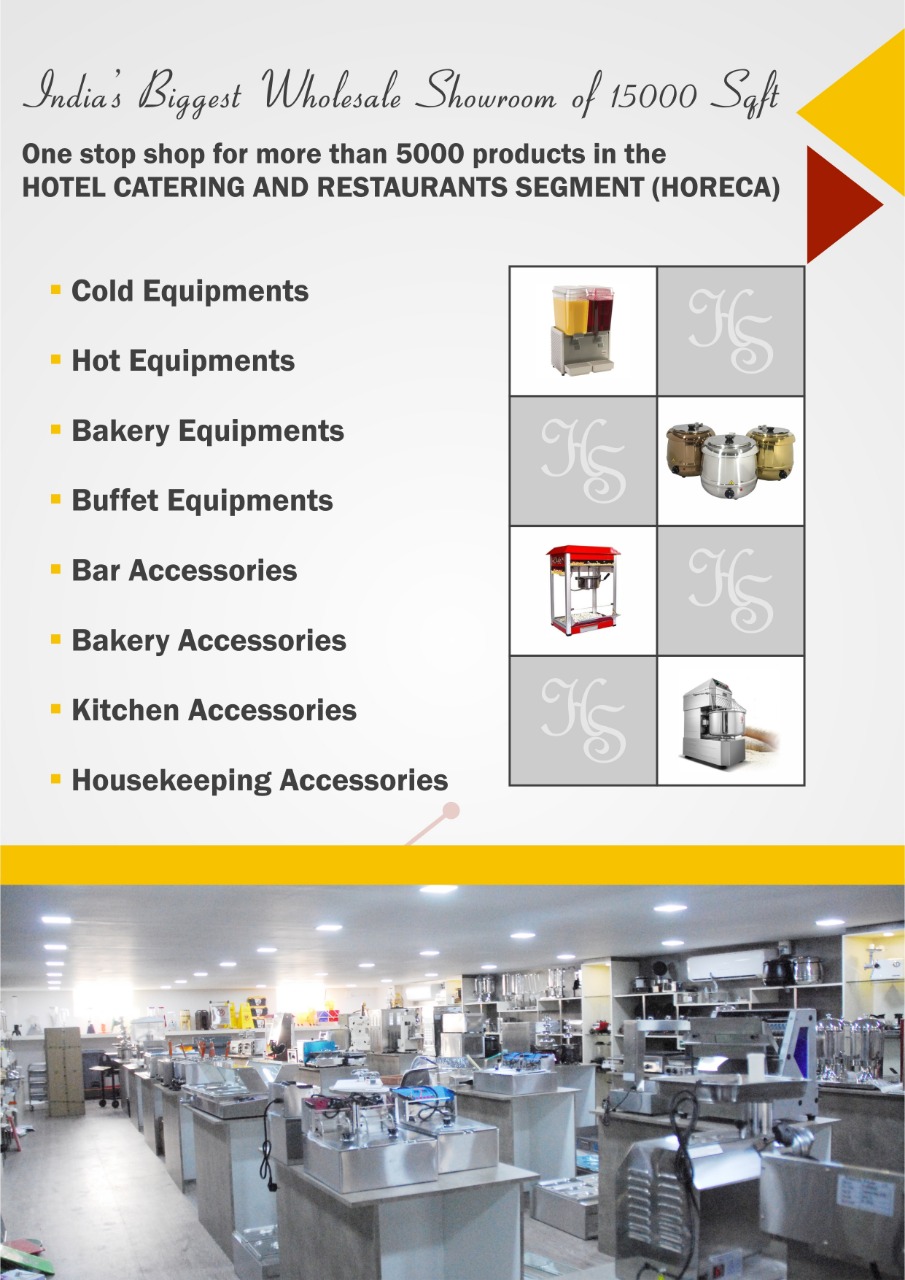 India's Biggest Wholesale Showroom of 15000 Sqft
One stop shop for more than 5000 products in the
HOTEL CATERING AND RESTAURANTS SEGMENT (HORECA)
Cold Equipments
Hot Equipments
Bakery Equipments
Buffet Equipments
Bar Accessories
Bakery Accessories
Kitchen Accessories
Housekeeping Accessories
HS
HS
HS
HS